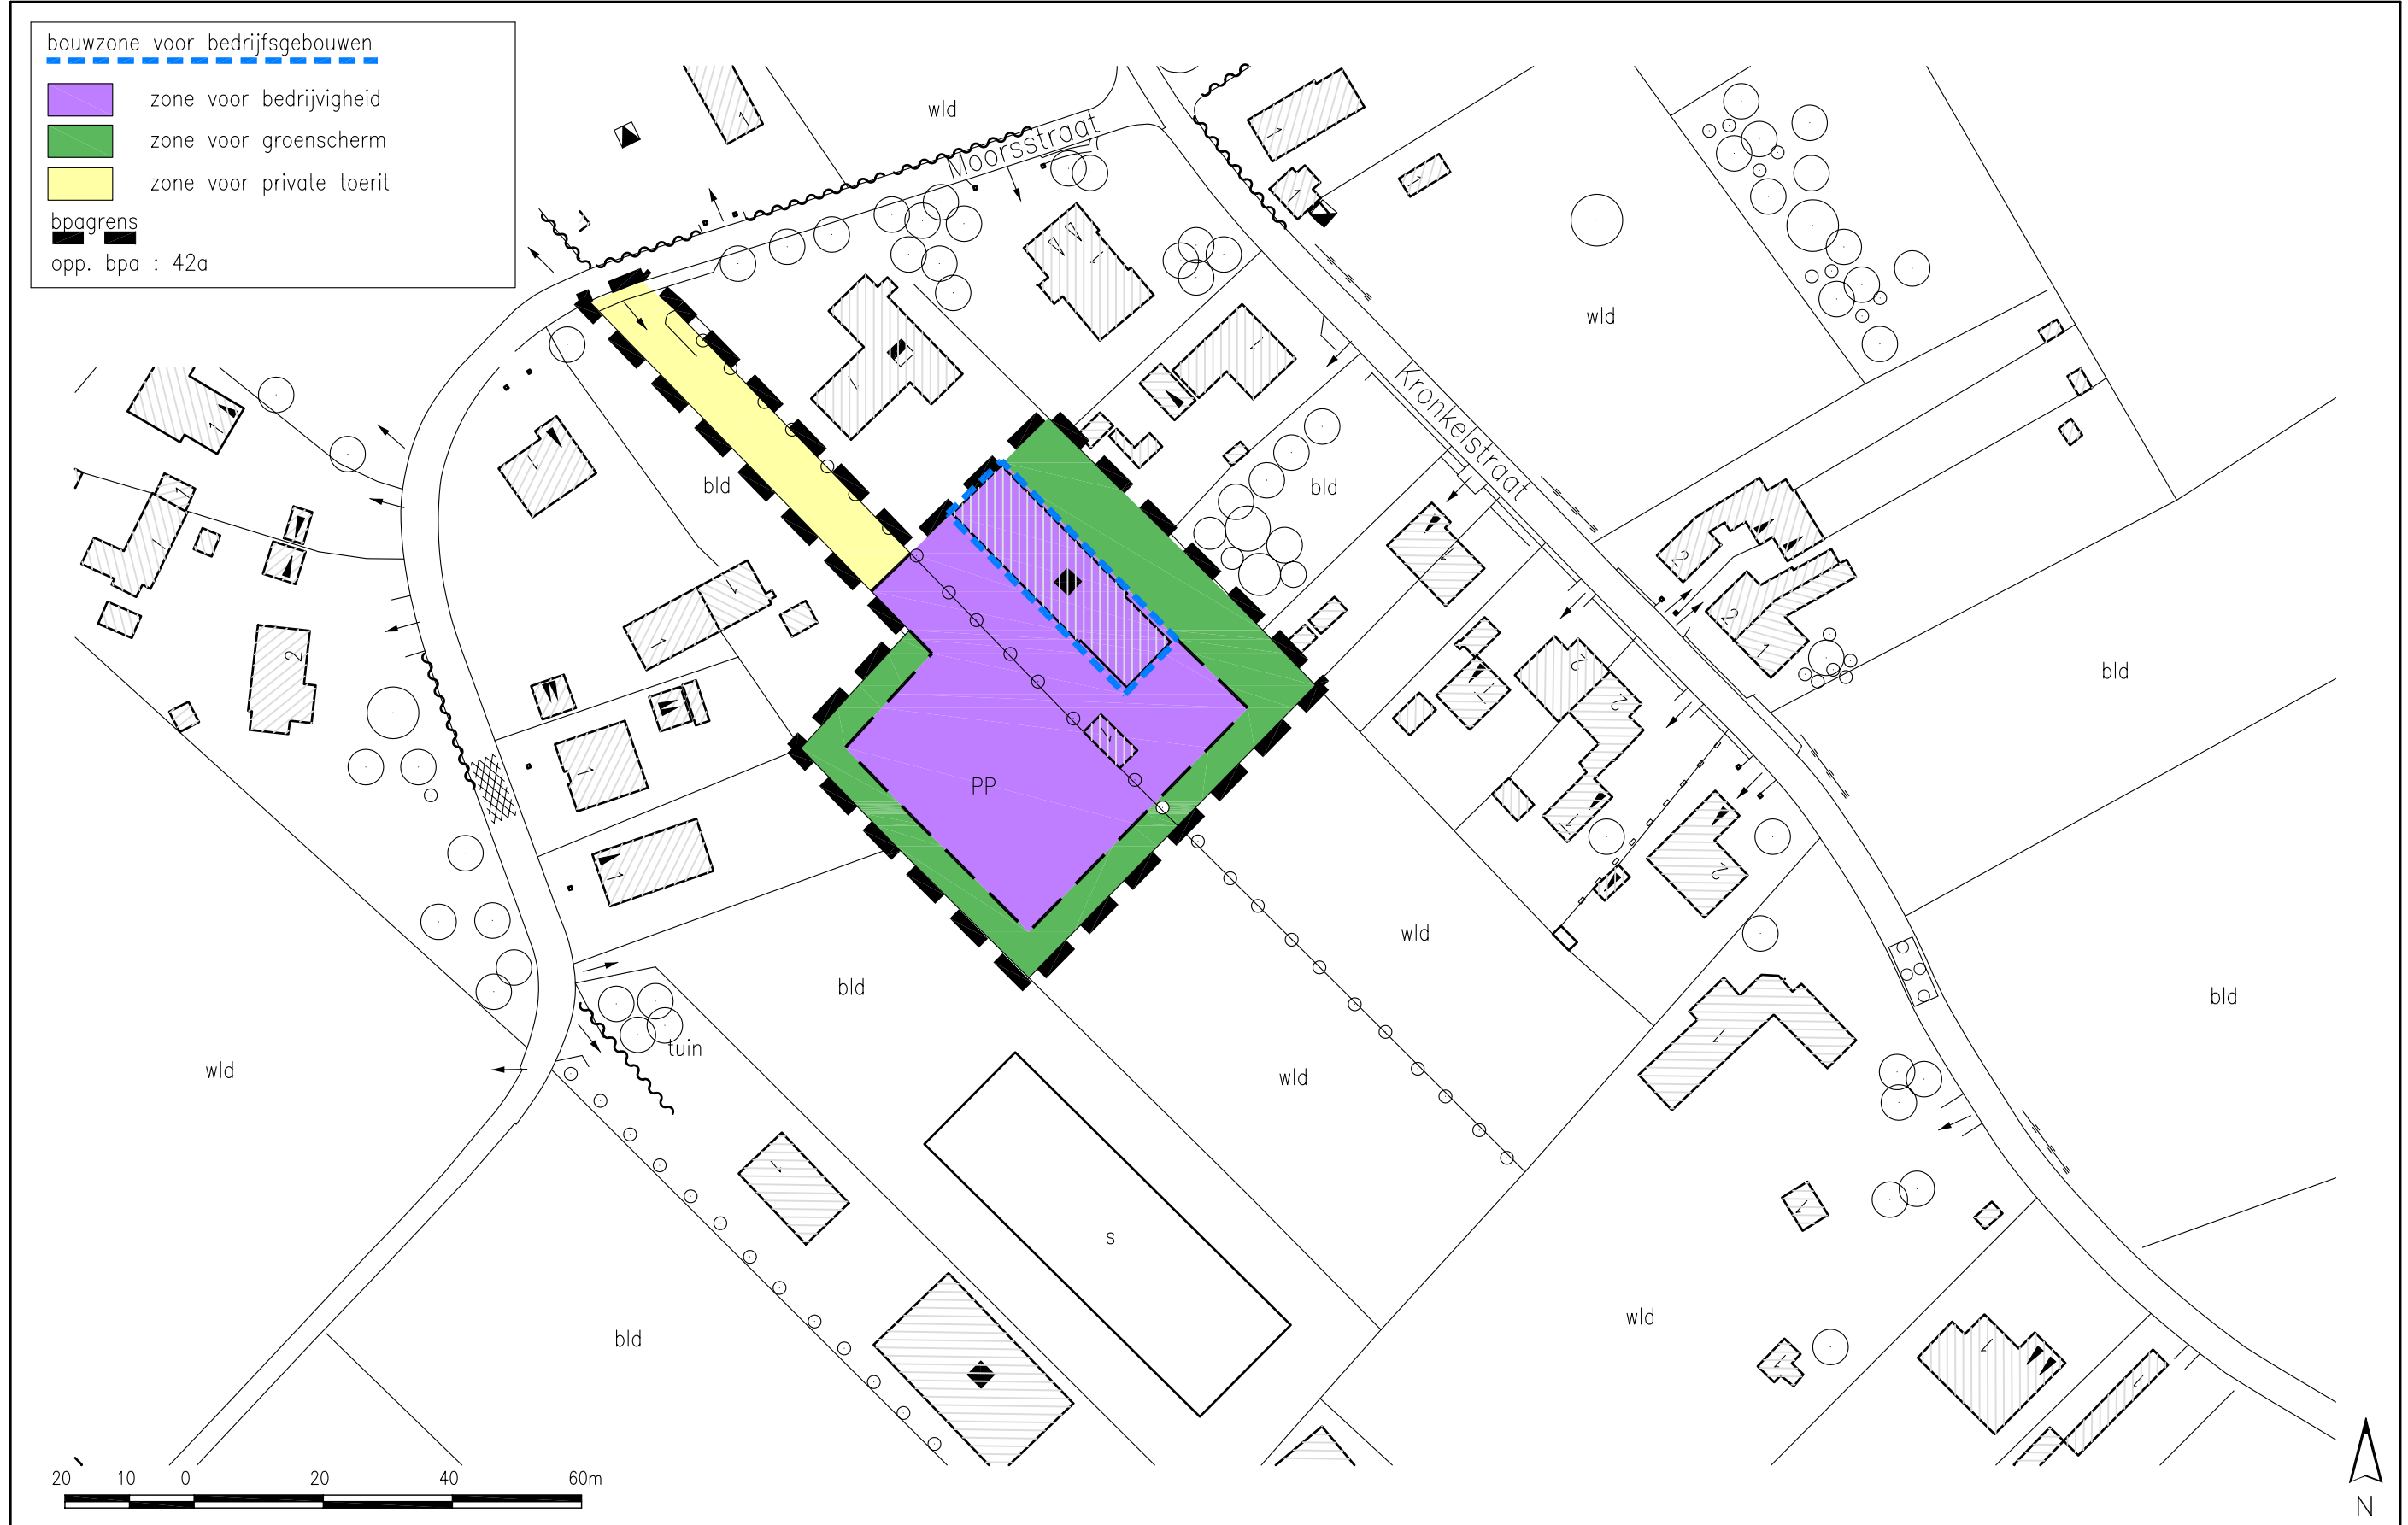 bouwzone voor bedrijfsgebouwen
zone voor bedrijvigheid
zone voor groenscherm
zone voor private toerit
bpagrens
opp. bpa : 42a
wld
Moorsstraat
wld
Kronkelstraat
bld
bld
bld
PP
wld
bld
bld
tuin
wld
wld
s
wld
bld
20 10 0 20 40 60m
N